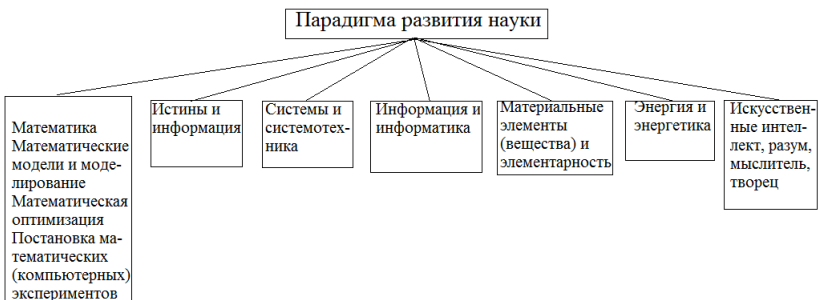 Парадигма развития науки
Математика
Математические
модели и моде-
лирование
Математическая
оптимизация
Постановка ма-
тематических
(компьютерных)
экспериментов
Истины и
информация
Системы и
системотех-
ника
Информация и
информатика
Материальные
элементы
(вещества) и
элементарность
Энергия и
энергетика
Искусствен-
ные интел-
лект, разум,
мыслитель,
творец